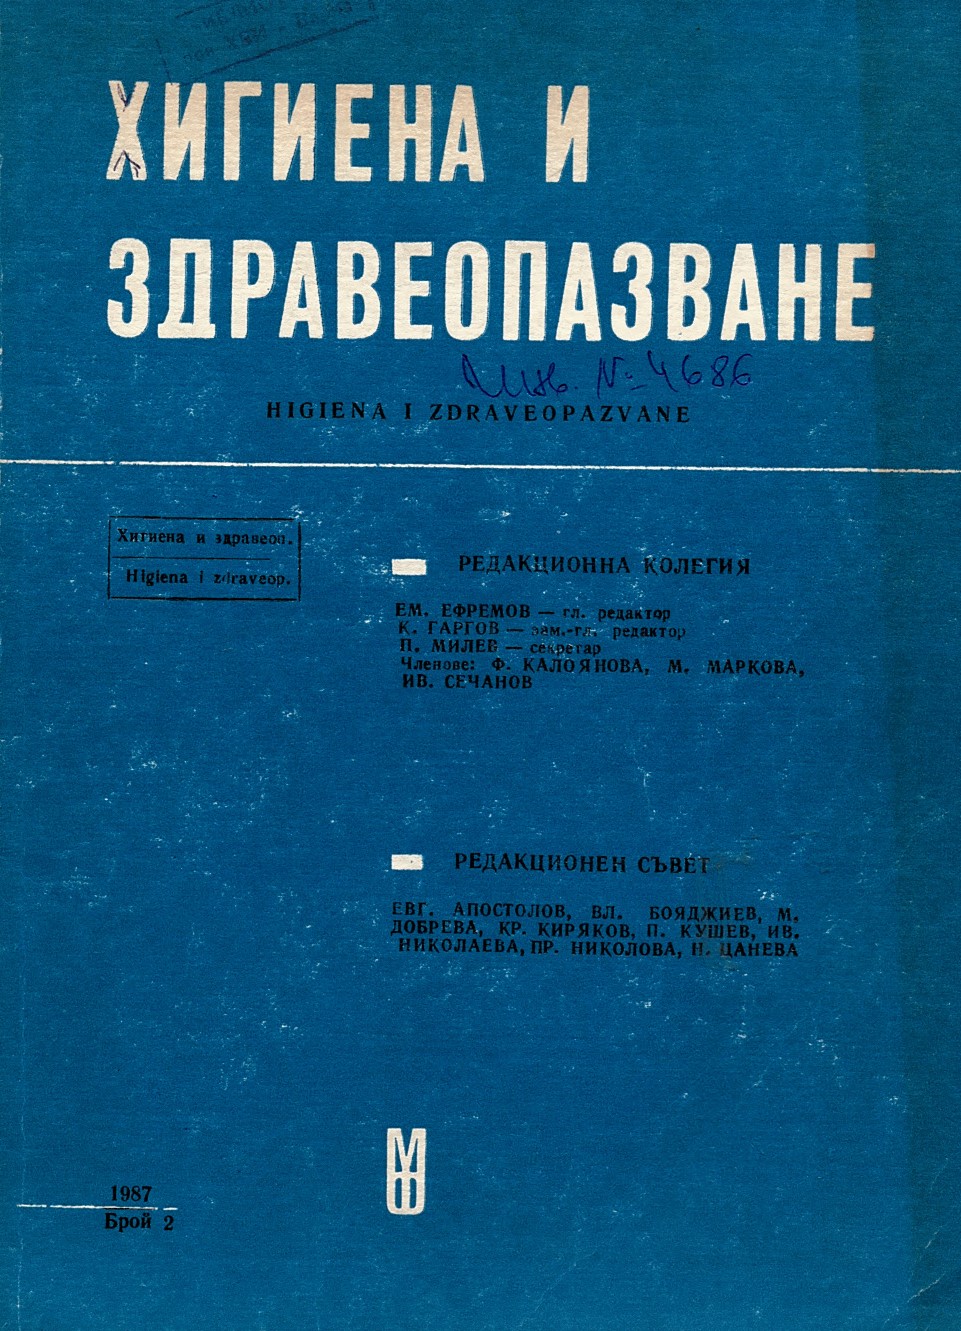 ХИГИЕНА И
ЗДРАВЕОПАЗВАНЕ
Инв. № 4686
HIGIENA I ZDRAVEOPAZVANE
Хигиена и здравеоп.
Higiena i zdraveop.
РЕДАКЦИОННА КОЛЕГИЯ
ЕМ. ЕФРЕМОВ — гл. редактор
К. ГАРГОВ — зам.-гл. редактор
П. МИЛЕВ — секретар
Членове: Ф. КАЛОЯНОВА, М. МАРКОВА,
ИВ. СЕЧАНОВ
РЕДАКЦИОНЕН СЪВЕТ
ЕВГ. АПОСТОЛОВ, ВЛ. БОЯДЖИЕВ, М.
ДОБРЕВА, КР. КИРЯКОВ, П. КУШЕВ, ИВ.
НИКОЛАЕВА, ПР. НИКОЛОВА, Н. ЦАНЕВА
МФ
1987
Брой 2